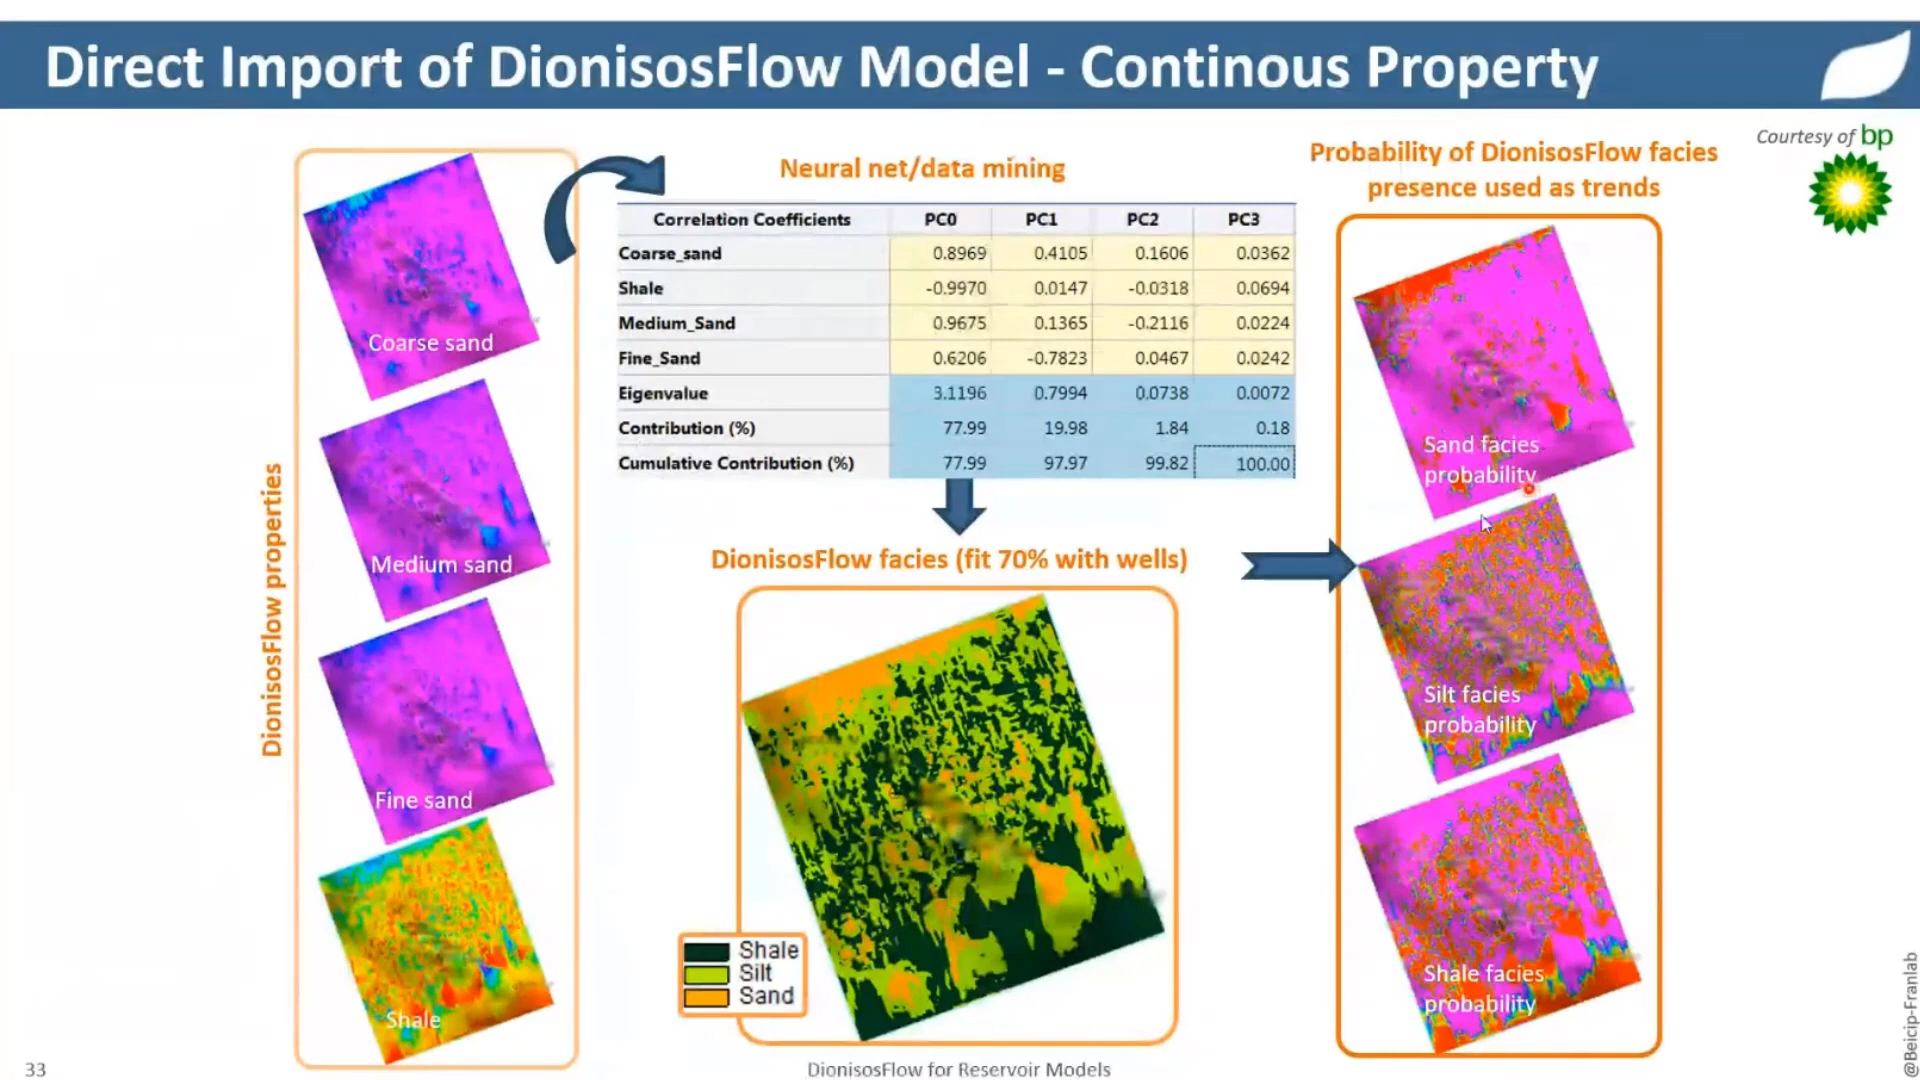 Direct Import of DionisosFlow Model - Continous Property
Courtesy of bp
DionisosFlow properties
Coarse sand
Medium sand
Fine sand
Shale
Neural net/data mining
Correlation Coefficients PC0 PC1 PC2 PC3
Coarse_sand 0.8969 0.4105 0.1606 0.0362
Shale -0.9970 0.0147 -0.0318 0.0694
Medium_Sand 0.9675 0.1365 -0.2116 0.0224
Fine_Sand 0.6206 -0.7823 0.0467 0.0242
Eigenvalue 3.1196 0.7994 0.0738 0.0072
Contribution (%) 77.99 19.98 1.84 0.18
Cumulative Contribution (%) 77.99 97.97 99.82 100.00
DionisosFlow facies (fit 70% with wells)
Shale
Silt
Sand
Probability of DionisosFlow facies
presence used as trends
Sand facies
probability
Silt facies
probability
Shale facies
probability
33
DionisosFlow for Reservoir Models
@Beicip-Franlab